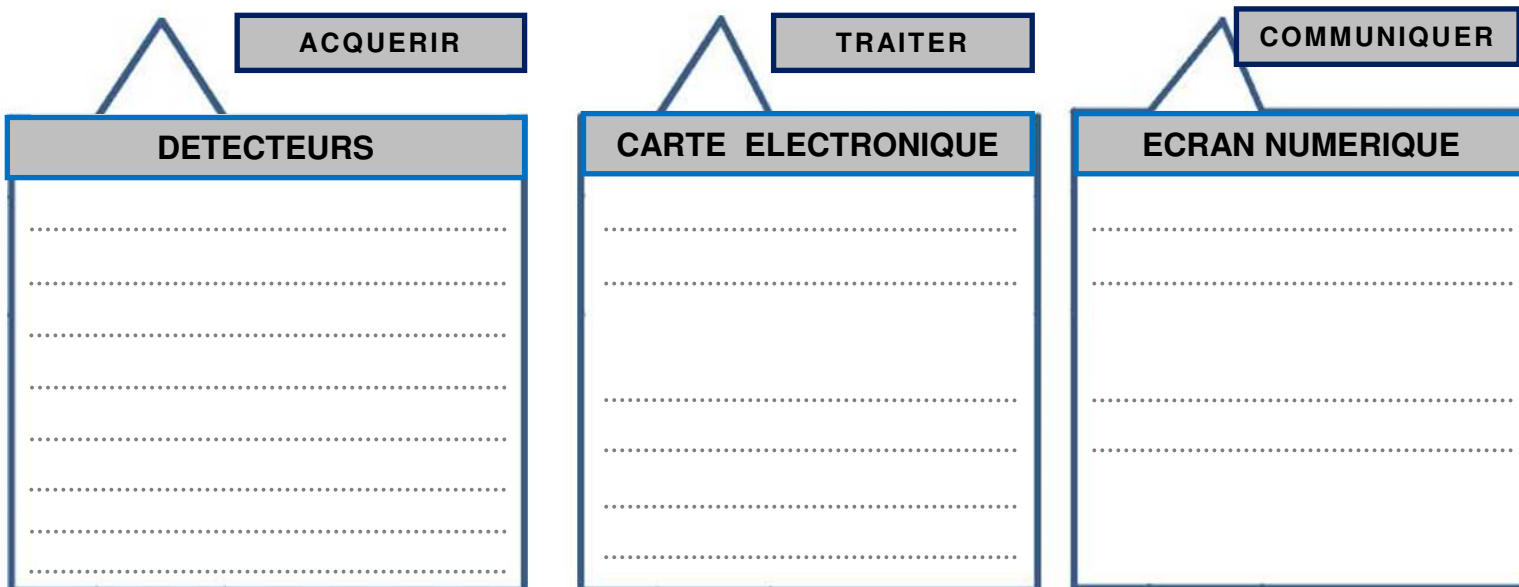 ACQUERIR
TRAITER
COMMUNIQUER
DETECTEURS
CARTE ELECTRONIQUE
ECRAN NUMERIQUE